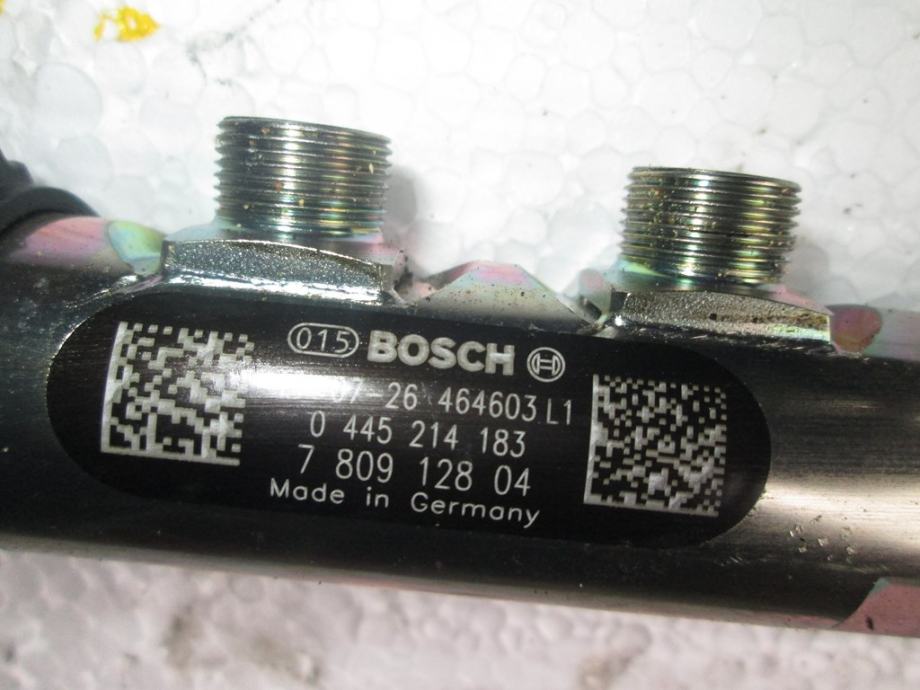 015 BOSCH
07-26 464603 L1
0 445 214 183
7 809 128 04
Made in Germany